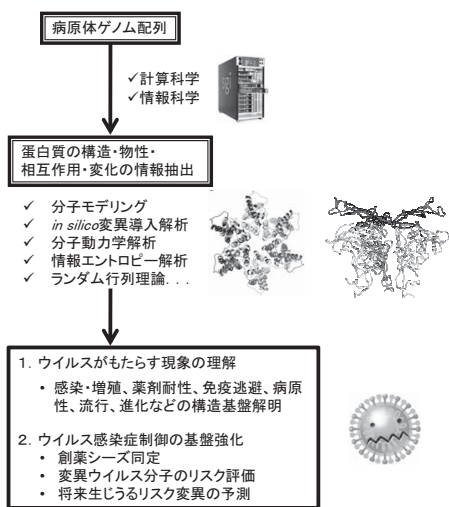 病原体ゲノム配列
✓計算科学
✓情報科学
蛋白質の構造・物性・
相互作用・変化の情報抽出
✓ 分子モデリング
✓ in silico変異導入解析
✓ 分子動力学解析
✓ 情報エントロピー解析
✓ ランダム行列理論...
1. ウイルスがもたらす現象の理解
・感染・増殖、薬剤耐性、免疫逃避、病原
性、流行、進化などの構造基盤解明
2. ウイルス感染症制御の基盤強化
・ 創薬シーズ同定
・ 変異ウイルス分子のリスク評価
・ 将来生じうるリスク変異の予測